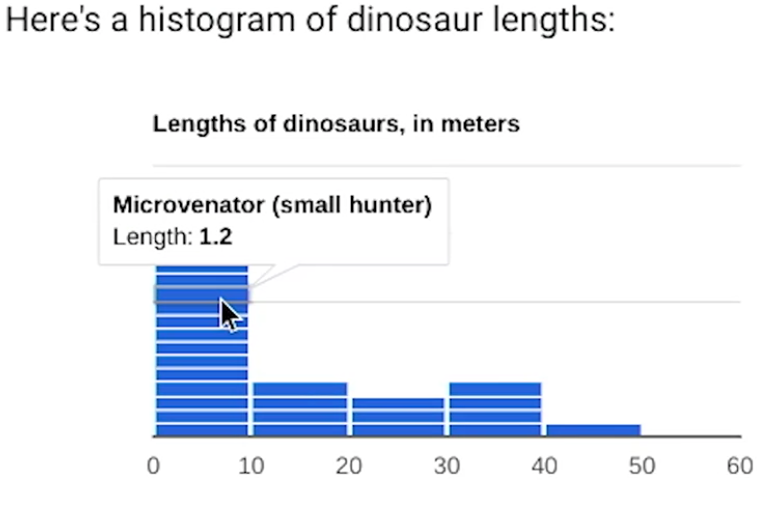 Here's a histogram of dinosaur lengths:
Lengths of dinosaurs, in meters
Microvenator (small hunter)
Length: 1.2
0 10 20 30 40 50 60